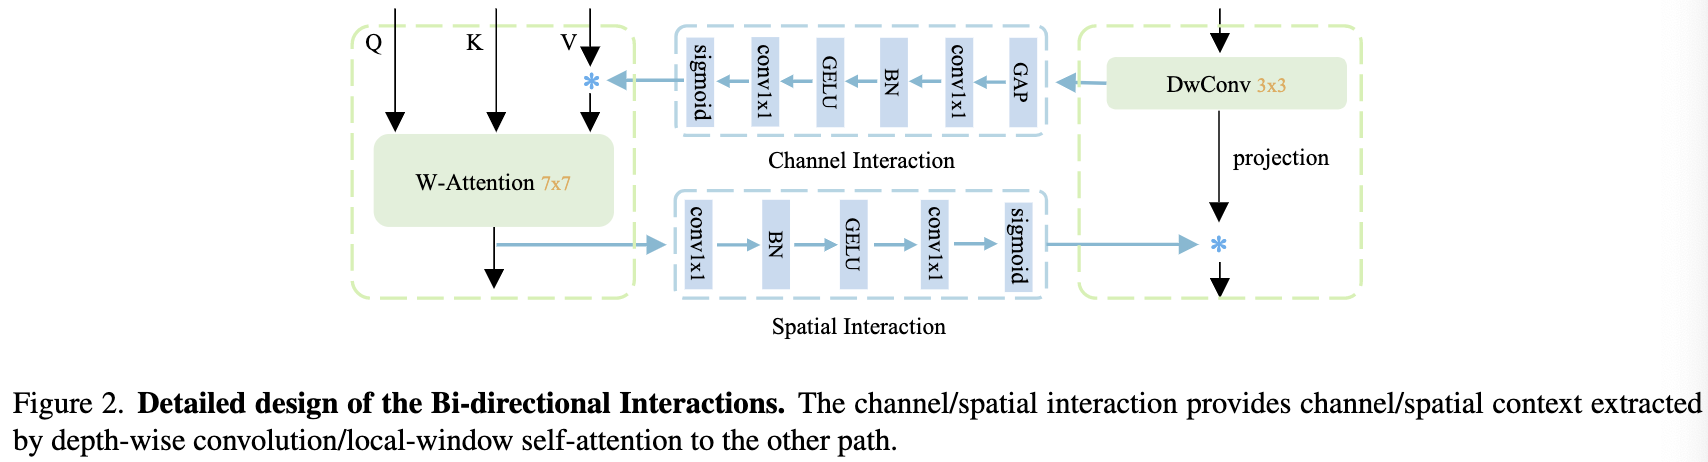 Q
K
V
sigmoid
conv1x1
GELU
BN
conv1x1
GAP
DwConv 3x3
Channel Interaction
projection
W-Attention 7x7
conv1x1
BN
GELU
conv1x1
sigmoid
Spatial Interaction
Figure 2. Detailed design of the Bi-directional Interactions. The channel/spatial interaction provides channel/spatial context extracted
by depth-wise convolution/local-window self-attention to the other path.